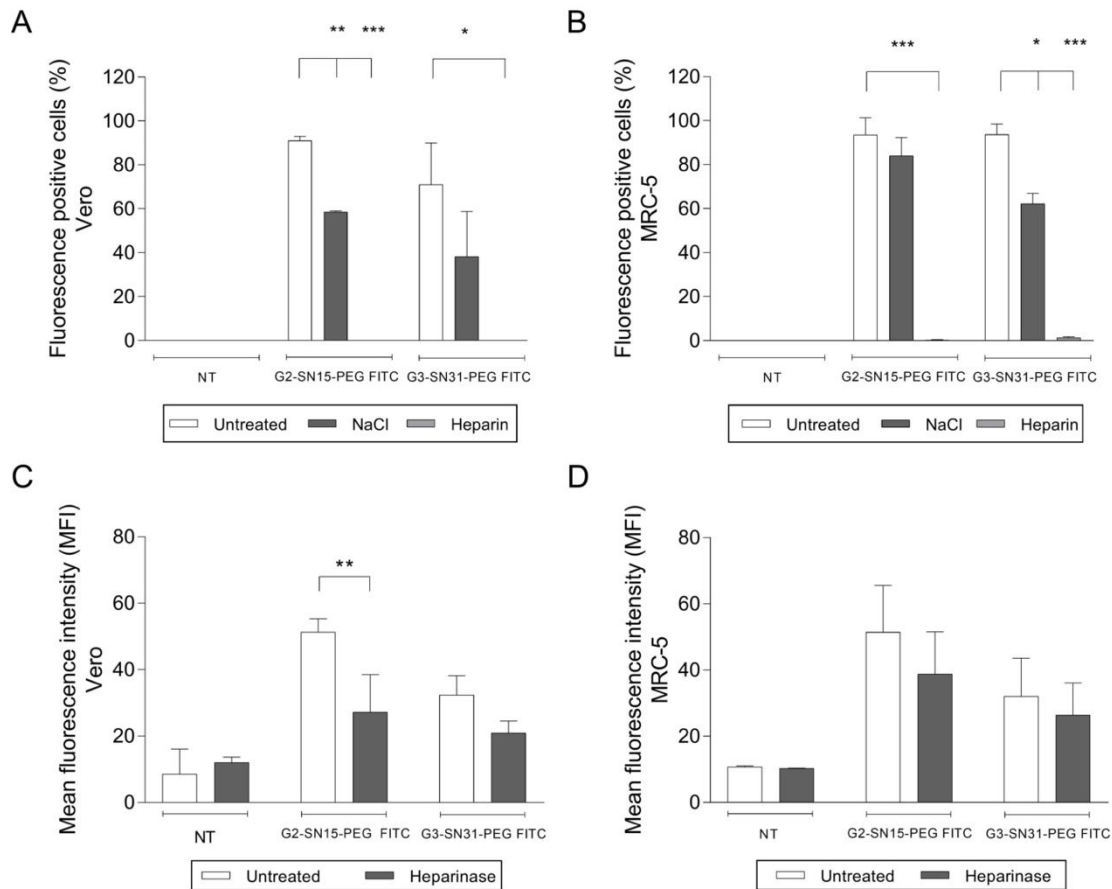 A
** *** *
Fluorescence positive cells (%)
Vero
120
100
80
60
40
20
0
NT
G2-SN15-PEG FITC
G3-SN31-PEG FITC
Untreated NaCl Heparin
B
*** * ***
Fluorescence positive cells (%)
MRC-5
120
100
80
60
40
20
0
NT
G2-SN15-PEG FITC
G3-SN31-PEG FITC
Untreated NaCl Heparin
C
Mean fluorescence intensity (MFI)
Vero
80
60
40
20
0
**
NT
G2-SN15-PEG FITC
G3-SN31-PEG FITC
Untreated Heparinase
D
Mean fluorescence intensity (MFI)
MRC-5
80
60
40
20
0
NT
G2-SN15-PEG FITC
G3-SN31-PEG FITC
Untreated Heparinase